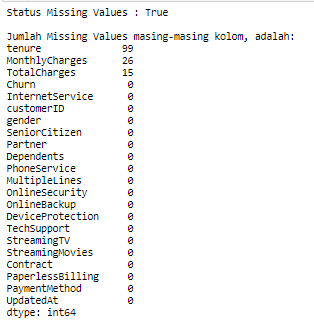 Status Missing Values : True
Jumlah Missing Values masing-masing kolom, adalah:
tenure 99
MonthlyCharges 26
TotalCharges 15
Churn 0
InternetService 0
customerID 0
gender 0
SeniorCitizen 0
Partner 0
Dependents 0
PhoneService 0
MultipleLines 0
OnlineSecurity 0
OnlineBackup 0
DeviceProtection 0
TechSupport 0
StreamingTV 0
StreamingMovies 0
Contract 0
PaperlessBilling 0
PaymentMethod 0
UpdatedAt 0
dtype: int64